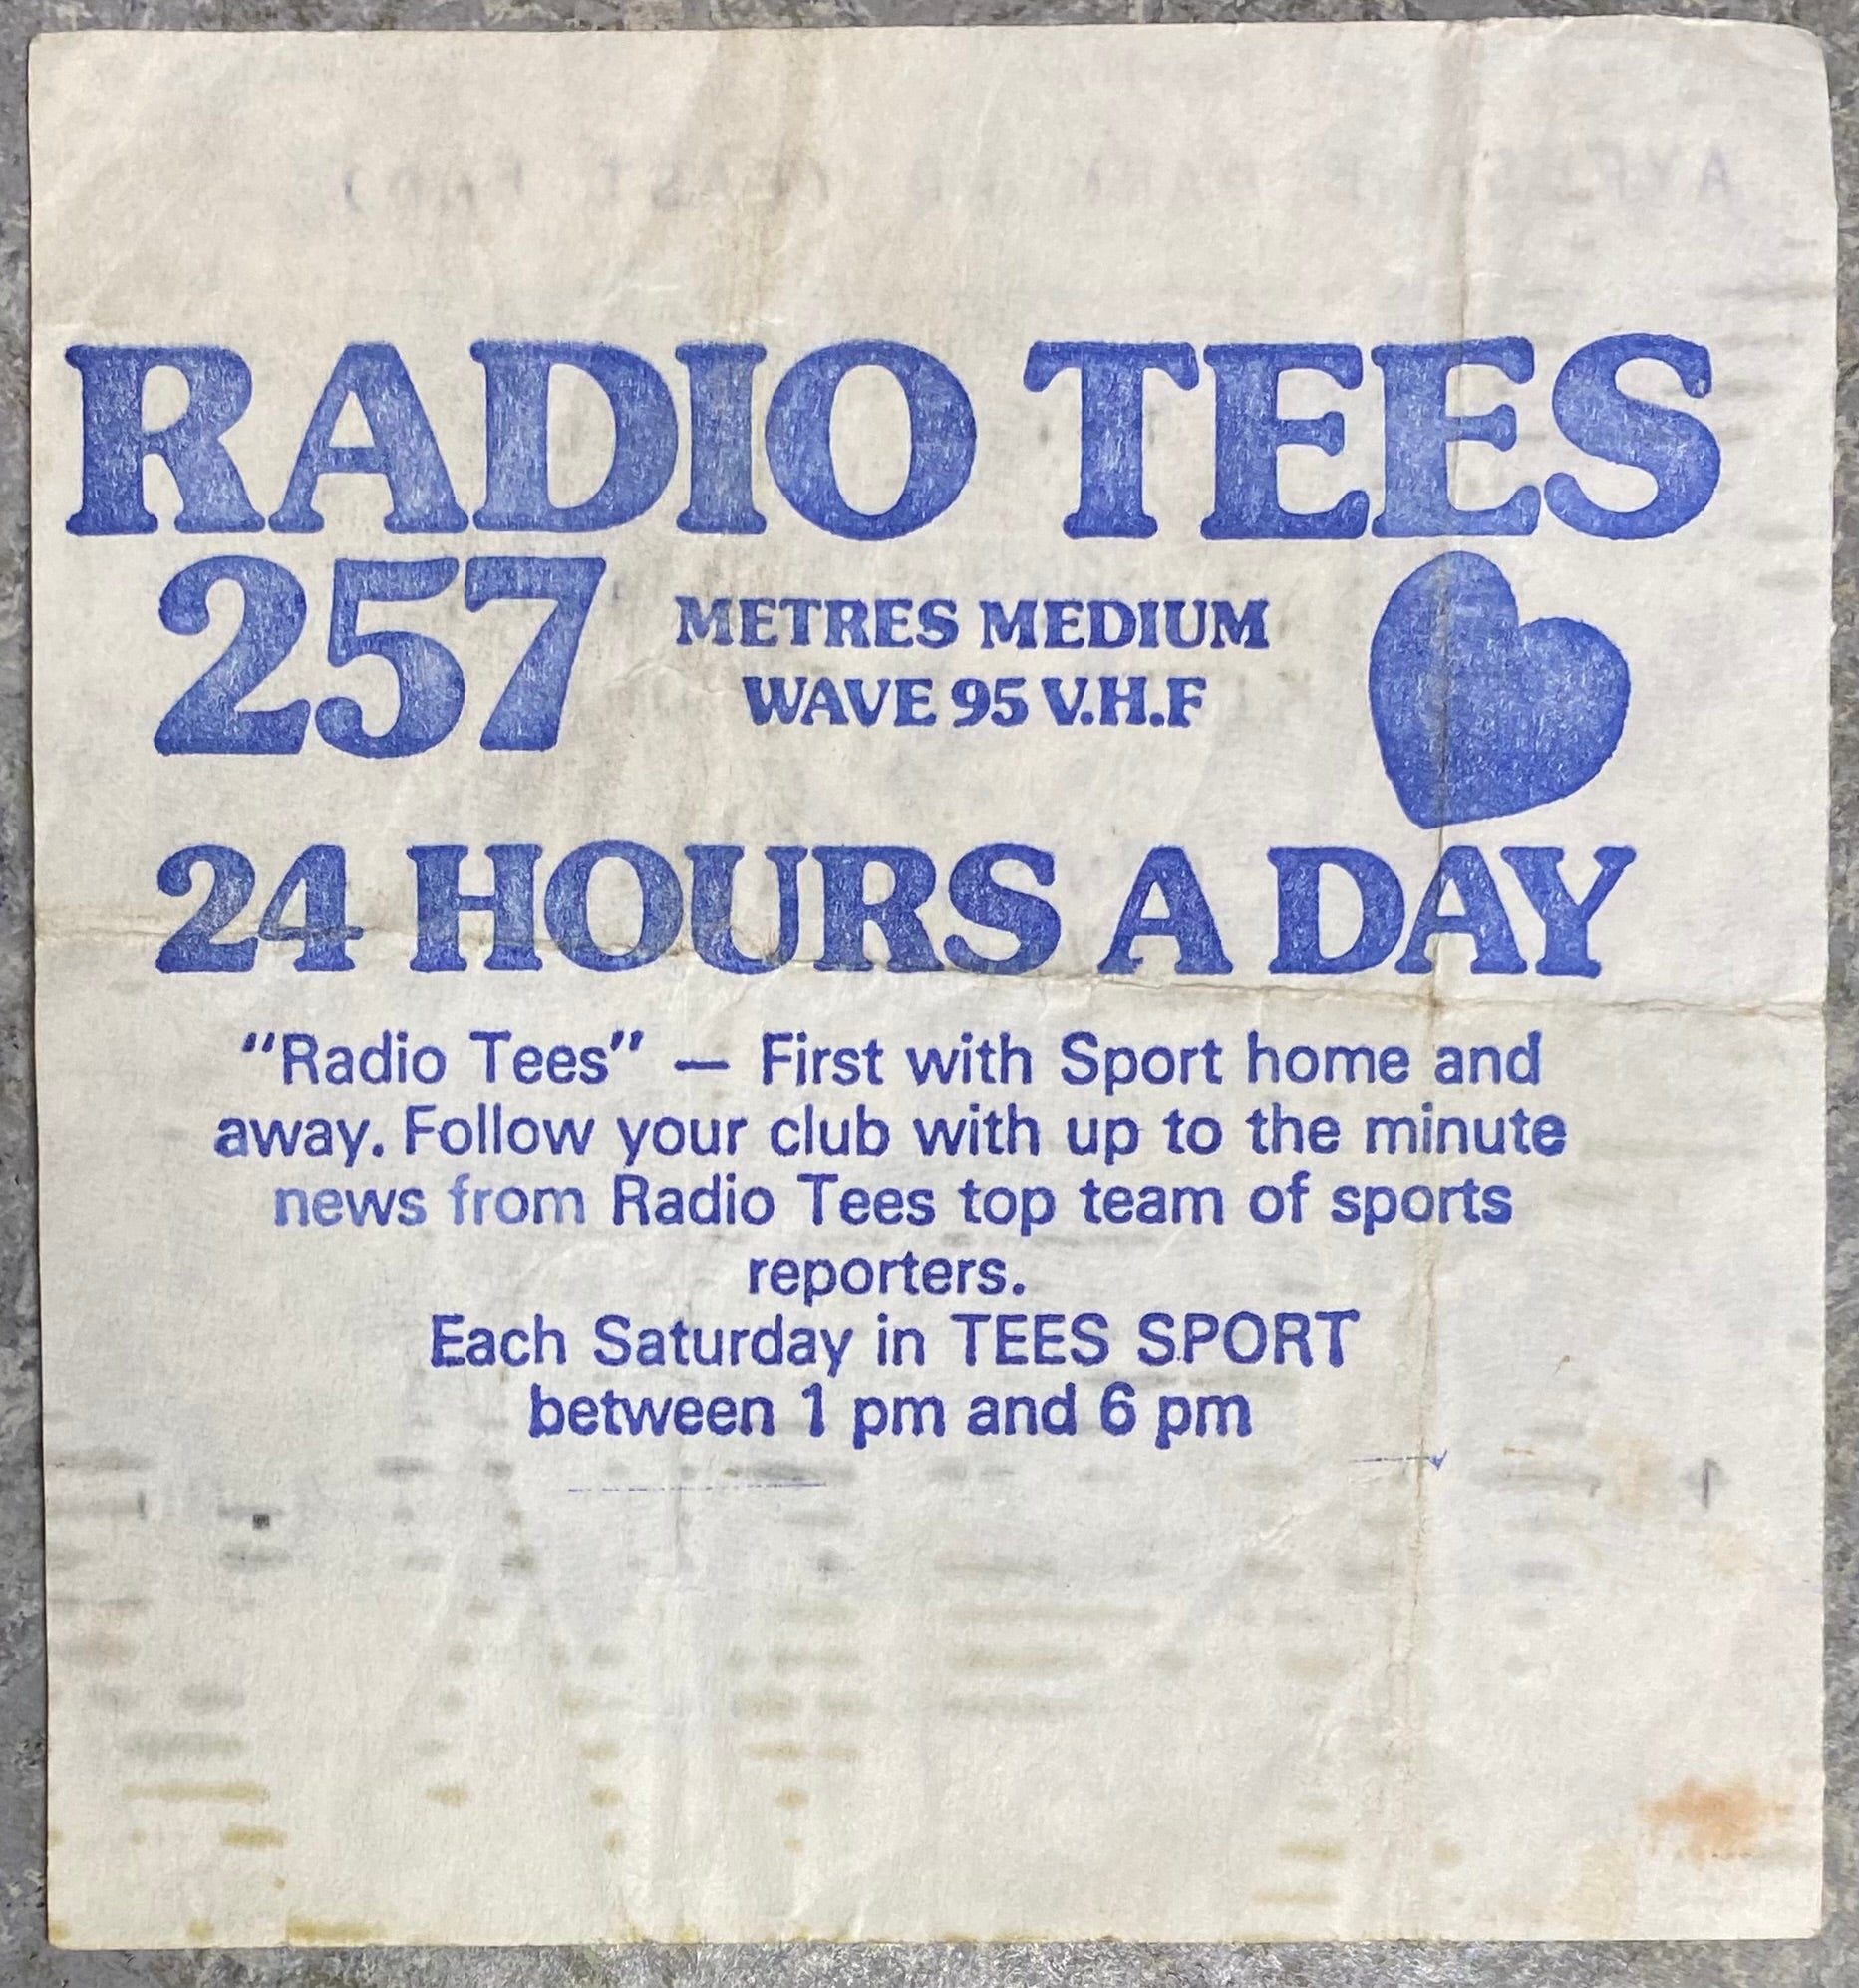 RADIO TEES
257 METRES MEDIUM
WAVE 95 V.H.F
24 HOURS A DAY
"Radio Tees" — First with Sport home and
away. Follow your club with up to the minute
news from Radio Tees top team of sports
reporters.
Each Saturday in TEES SPORT
between 1 pm and 6 pm